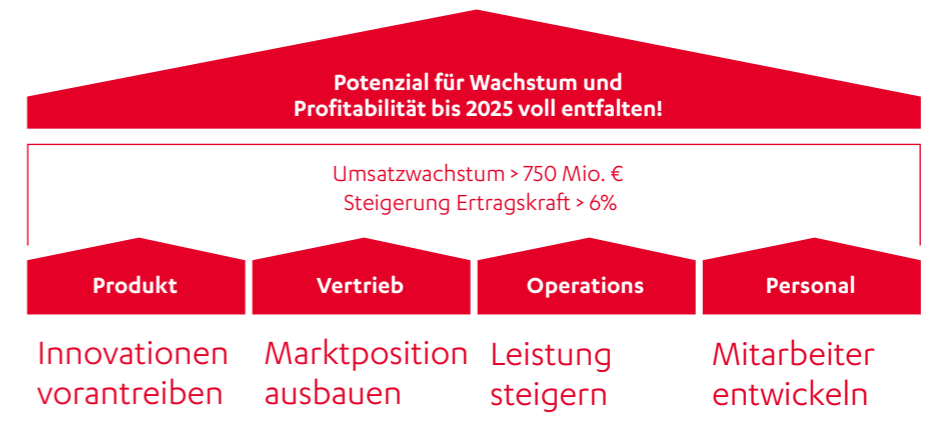 Potenzial für Wachstum und
Profitabilität bis 2025 voll entfalten!
Umsatzwachstum > 750 Mio. €
Steigerung Ertragskraft > 6%
Produkt
Vertrieb
Operations
Personal
Innovationen
vorantreiben
Marktposition
ausbauen
Leistung
steigern
Mitarbeiter
entwickeln